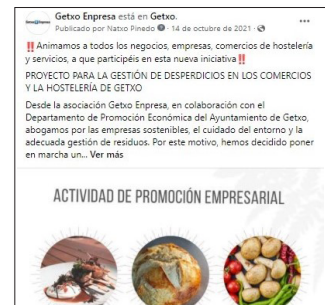 Getxo Enpresa está en Getxo.
Publicado por Natxo Pinedo · 14 de octubre de 2021 ·
‼Animamos a todos los negocios, empresas, comercios de hostelería
y servicios, a que participéis en esta nueva iniciativa‼
PROYECTO PARA LA GESTIÓN DE DESPERDICIOS EN LOS COMERCIOS
Y LA HOSTELERÍA DE GETXO
Desde la asociación Getxo Enpresa, en colaboración con el
Departamento de Promoción Económica del Ayuntamiento de Getxo,
abogamos por las empresas sostenibles, el cuidado del entorno y la
adecuada gestión de residuos. Por este motivo, hemos decidido poner
en marcha un... Ver más
ACTIVIDAD DE PROMOCIÓN EMPRESARIAL